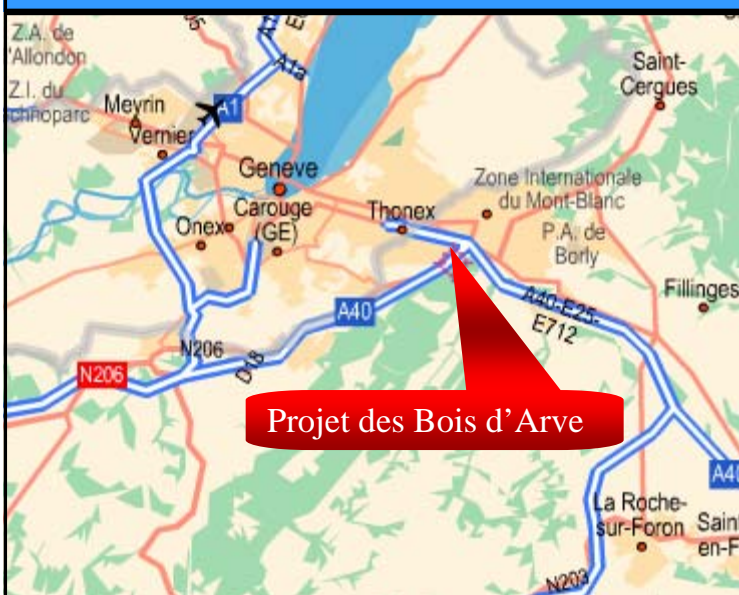 Z.A. de
'Allondon
Z.I. du
chnoparc
Meyrin
Vernier
A1
A1a
Saint-
Cergues
Geneve
Carouge
(GE)
Onex
Thonex
Zone Internationale
du Mont-Blanc
P.A. de
Borly
Fillinges
A40-E25-
E712
A40
N206
N206
D18
Projet des Bois d'Arve
A40
La Roche-
sur-Foron
Saint
en-F
N203